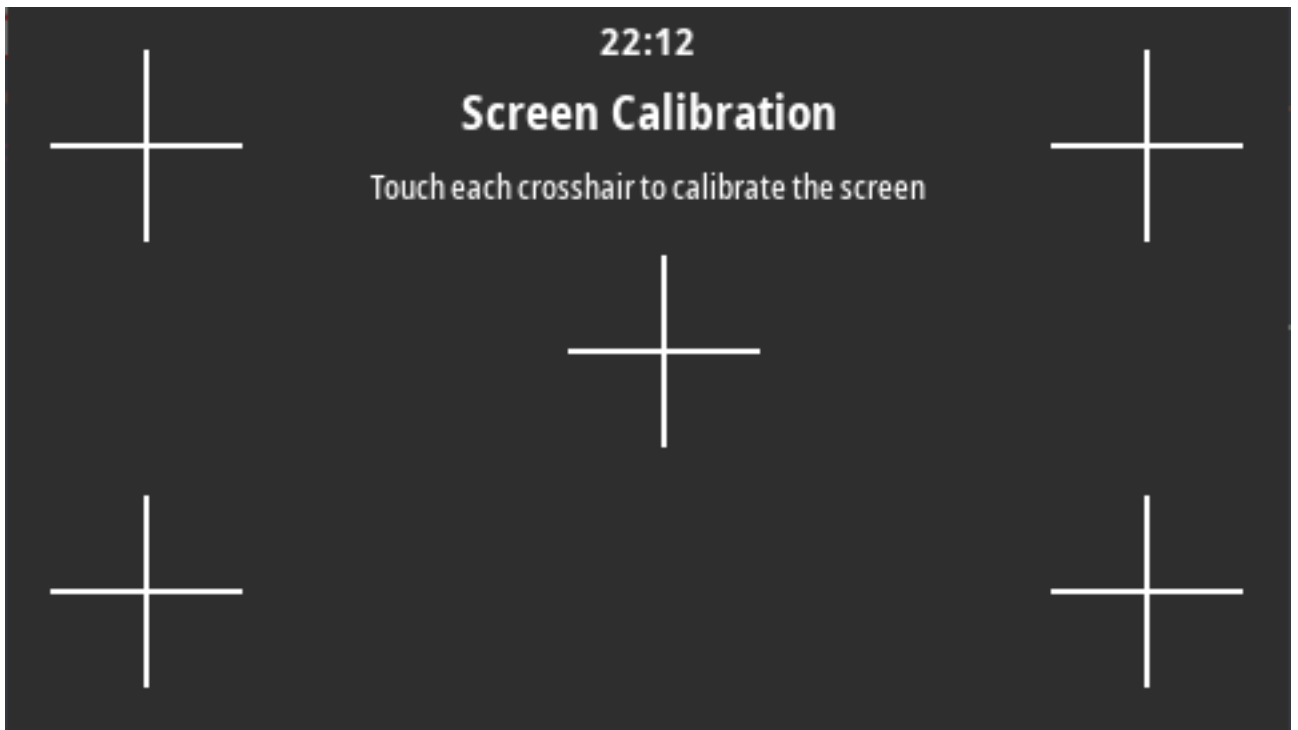 22:12
Screen Calibration
Touch each crosshair to calibrate the screen